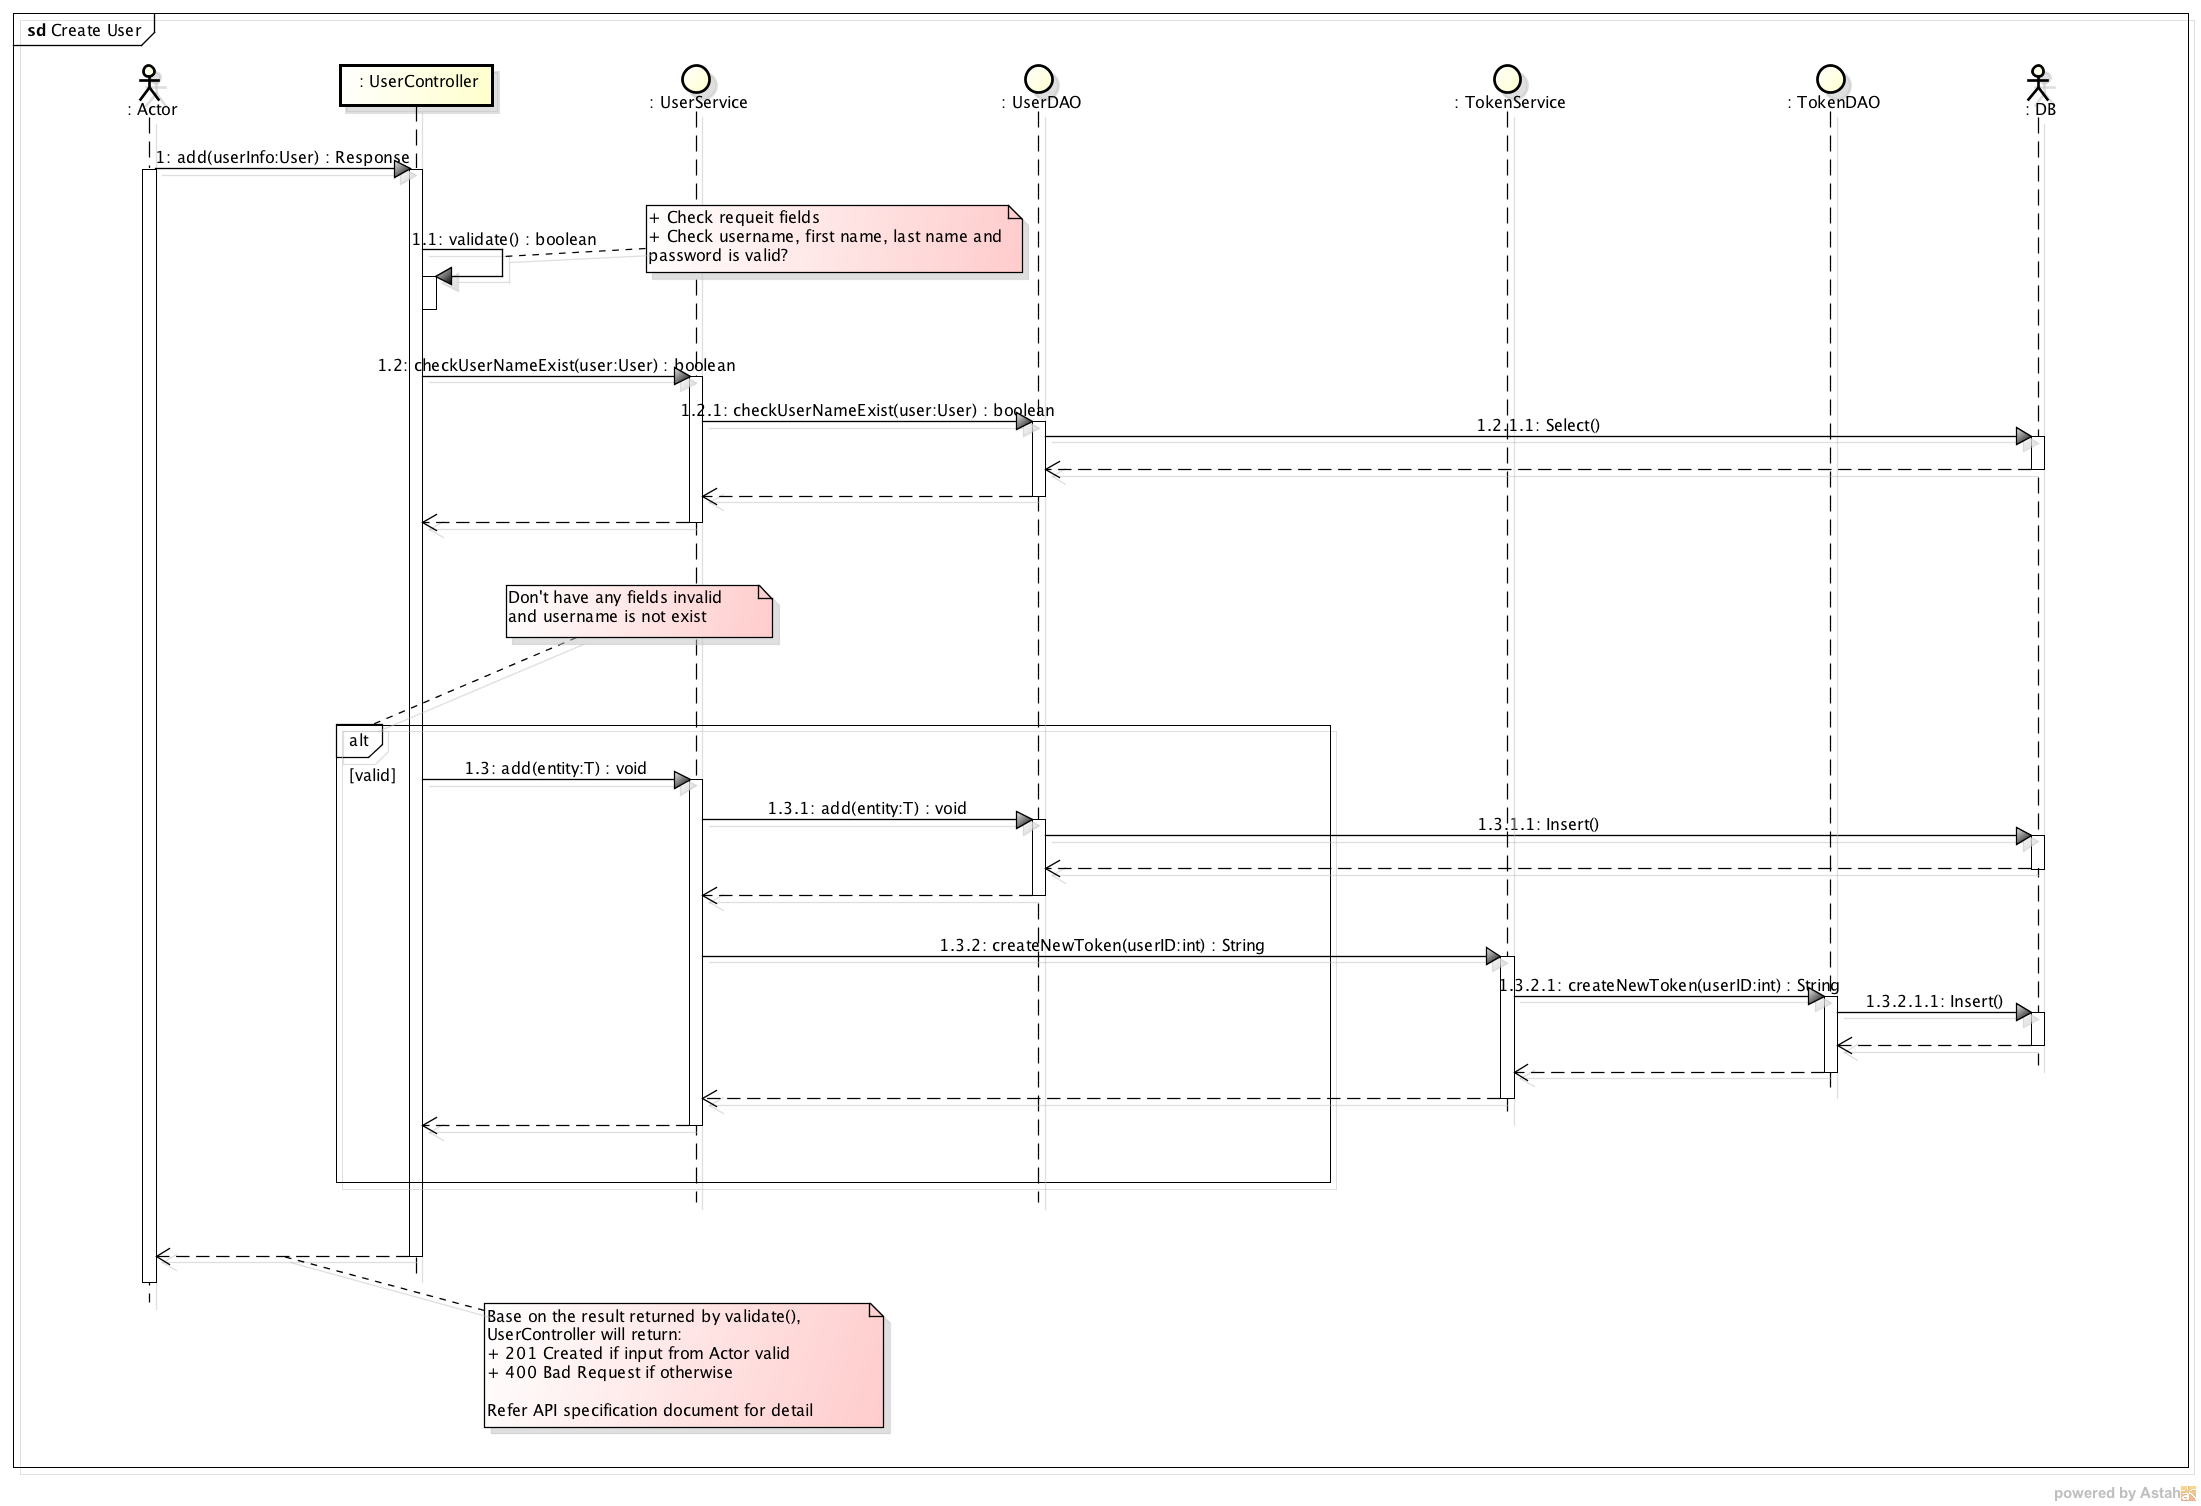 sd Create User
: Actor
: UserController
: UserService
: UserDAO
: TokenService
: TokenDAO
: DB
1: add(userInfo:User) : Response
+ Check requeit fields
+ Check username, first name, last name and
password is valid?
1.1: validate() : boolean
1.2: checkUserNameExist(user:User) : boolean
1.2.1: checkUserNameExist(user:User) : boolean
1.2.1.1: Select()
Don't have any fields invalid
and username is not exist
alt
[valid]
1.3: add(entity:T) : void
1.3.1: add(entity:T) : void
1.3.1.1: Insert()
1.3.2: createNewToken(userID:int) : String
1.3.2.1: createNewToken(userID:int) : String
1.3.2.1.1: Insert()
Base on the result returned by validate(),
UserController will return:
+ 201 Created if input from Actor valid
+ 400 Bad Request if otherwise
Refer API specification document for detail
powered by Astah